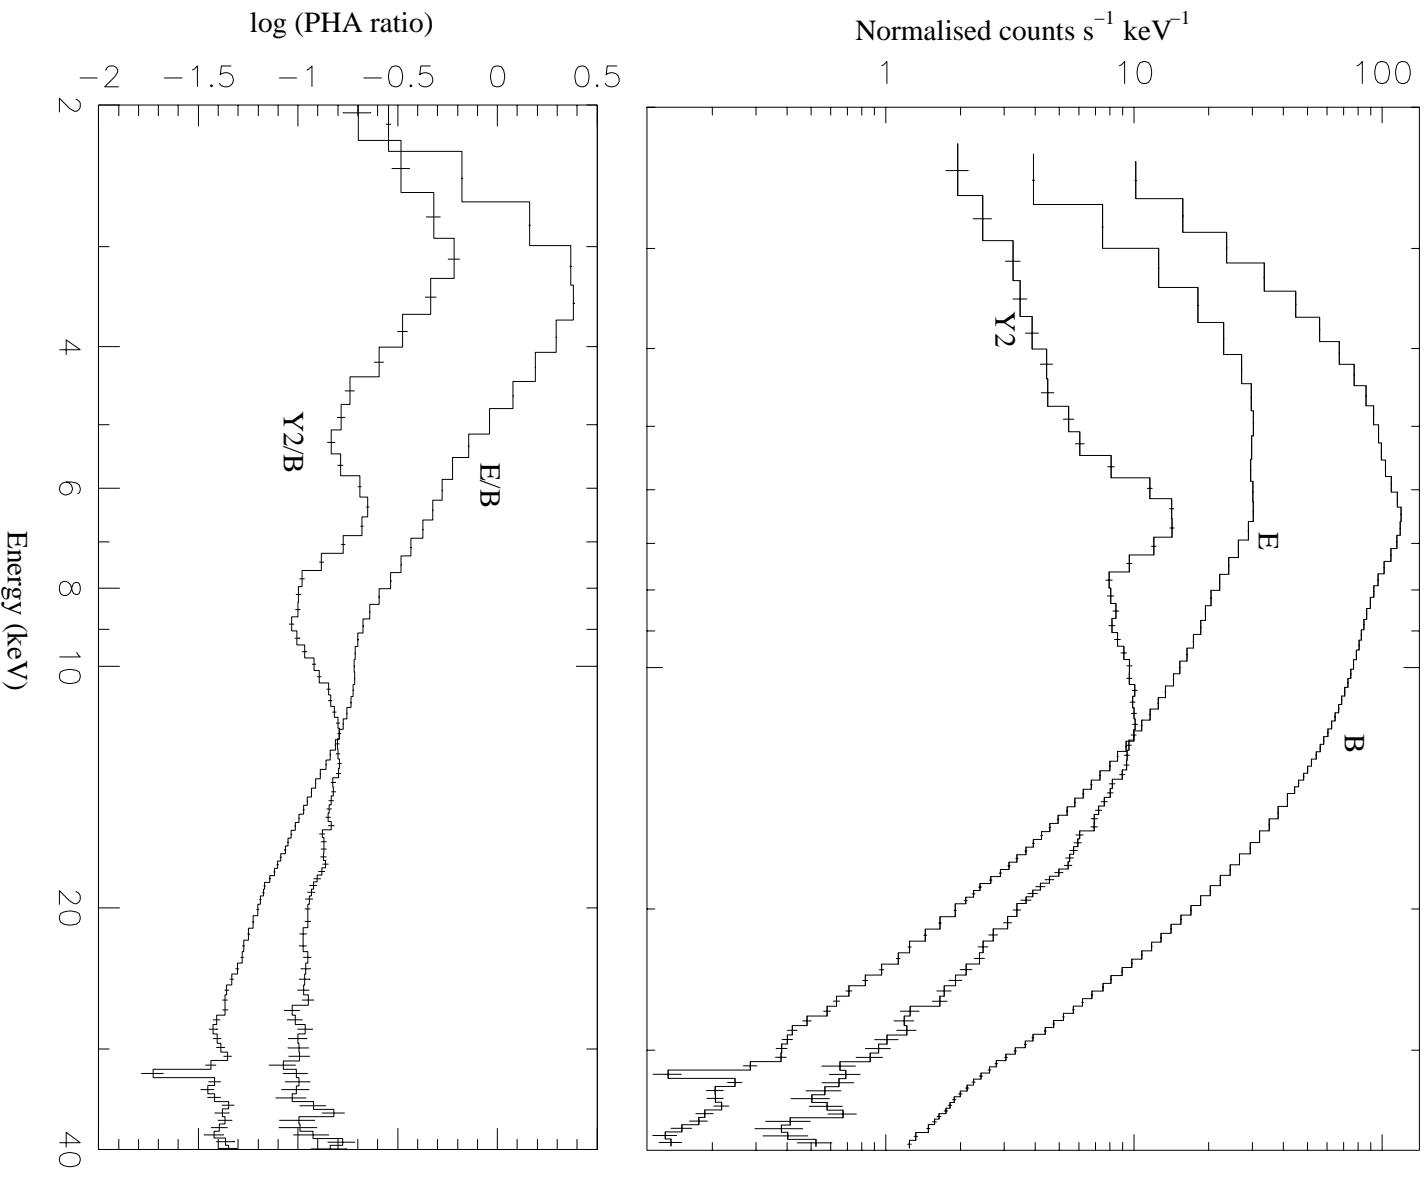 log (PHA ratio)
Normalised counts s⁻¹ keV⁻¹
−2 −1.5 −1 −0.5 0 0.5
1 10 100
2
4
6
8
10
20
40
Energy (keV)
Y2/B
E/B
Y2
E
B